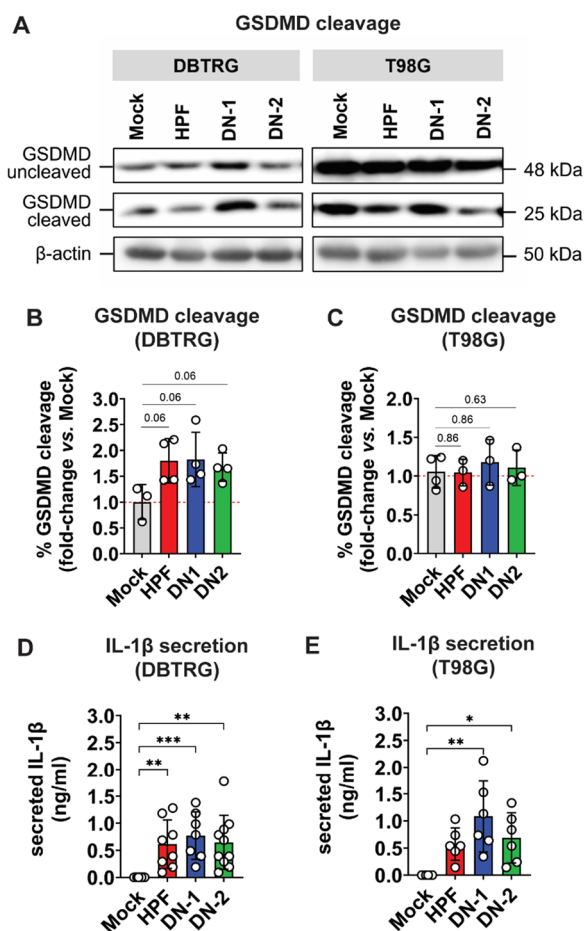 A
GSDMD cleavage
DBTRG
T98G
Mock
HPF
DN-1
DN-2
Mock
HPF
DN-1
DN-2
GSDMD
uncleaved
48 kDa
GSDMD
cleaved
25 kDa
β-actin
50 kDa
B
GSDMD cleavage
(DBTRG)
% GSDMD cleavage
(fold-change vs. Mock)
3.0
2.5
2.0
1.5
1.0
0.5
0.0
0.06
0.06
0.06
Mock
HPF
DN1
DN2
C
GSDMD cleavage
(T98G)
% GSDMD cleavage
(fold-change vs. Mock)
2.0
1.5
1.0
0.5
0.0
0.63
0.86
0.86
Mock
HPF
DN1
DN2
D
IL-1β secretion
(DBTRG)
secreted IL-1β
(ng/ml)
3.0
2.5
2.0
1.5
1.0
0.5
0.0
**
***
**
Mock
HPF
DN-1
DN-2
E
IL-1β secretion
(T98G)
secreted IL-1β
(ng/ml)
3.0
2.5
2.0
1.5
1.0
0.5
0.0
*
**
Mock
HPF
DN-1
DN-2